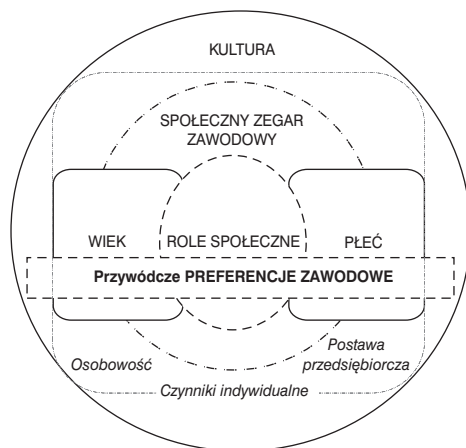 KULTURA
SPOŁECZNY ZEGAR
ZAWODOWY
WIEK
ROLE SPOŁECZNE
PŁEĆ
Przywódcze PREFERENCJE ZAWODOWE
Osobowość
Postawa
przedsiębiorcza
Czynniki indywidualne